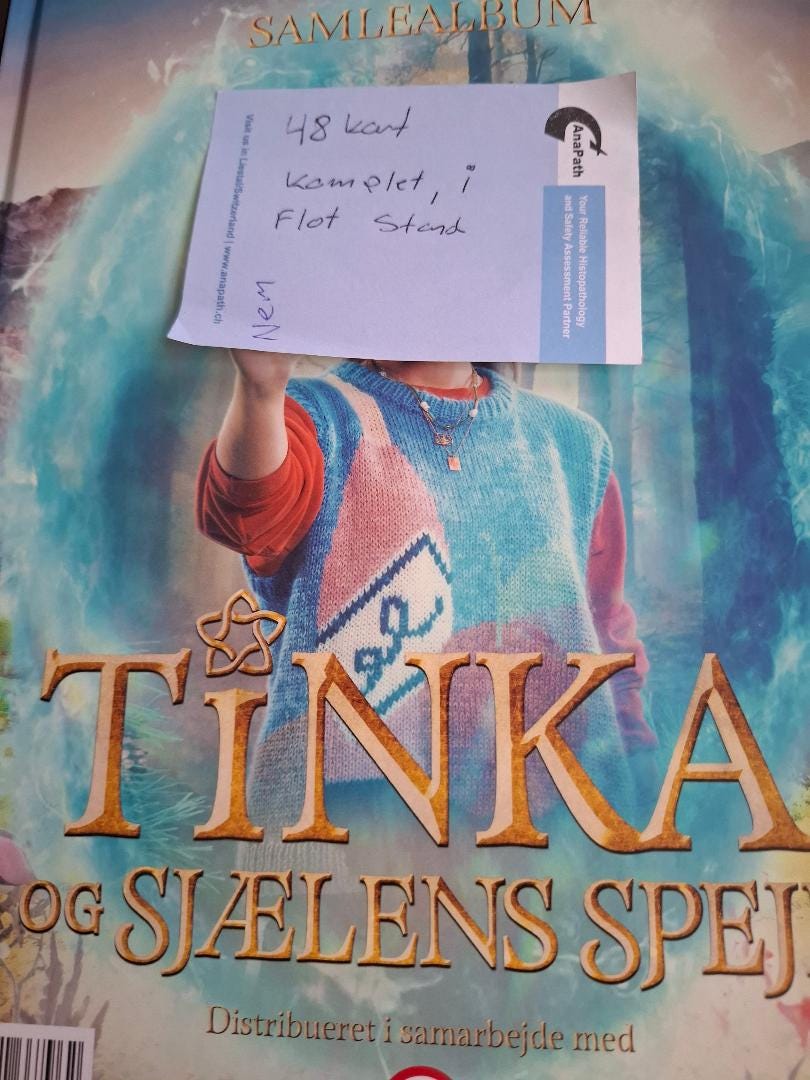 SAMLEALBUM
48 kort
komplet, i
Flot stand
AnaPath
Your Reliable Histopathology
and Safety Assessment Partner
Visit us in Liestal/Switzerland | www.anapath.ch
TINKA
OG SJÆLENS SPEJ
Distribueret i samarbejde med